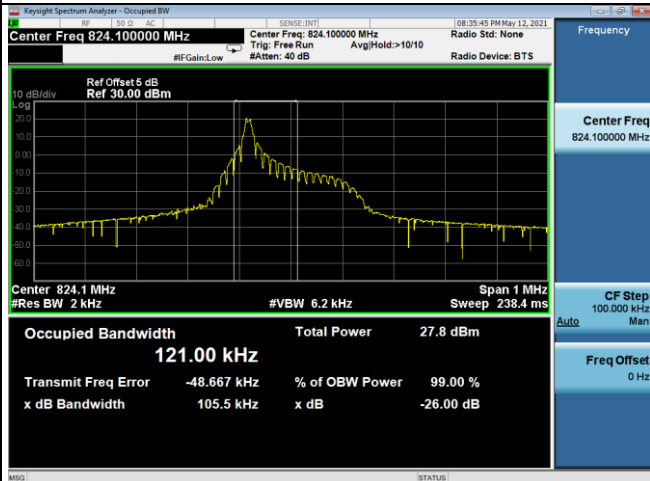 Keysight Spectrum Analyzer - Occupied BW
RF 50 Ω AC SENSE:INT 08:35:45 PM May 12, 2021
Center Freq 824.100000 MHz Center Freq: 824.100000 MHz Radio Std: None
Trig: Free Run Avg|Hold:>10/10
#IFGain:Low #Atten: 40 dB Radio Device: BTS
Frequency
Ref Offset 5 dB
10 dB/div Ref 30.00 dBm
Log
20.0
10.0
0.00
-10.0
-20.0
-30.0
-40.0
-50.0
-60.0
Center 824.1 MHz Span 1 MHz
#Res BW 2 kHz #VBW 6.2 kHz Sweep 238.4 ms
Center Freq
824.100000 MHz
CF Step
100.000 kHz
Auto Man
Freq Offset
0 Hz
Occupied Bandwidth Total Power 27.8 dBm
121.00 kHz
Transmit Freq Error -48.667 kHz % of OBW Power 99.00 %
x dB Bandwidth 105.5 kHz x dB -26.00 dB
MSG STATUS